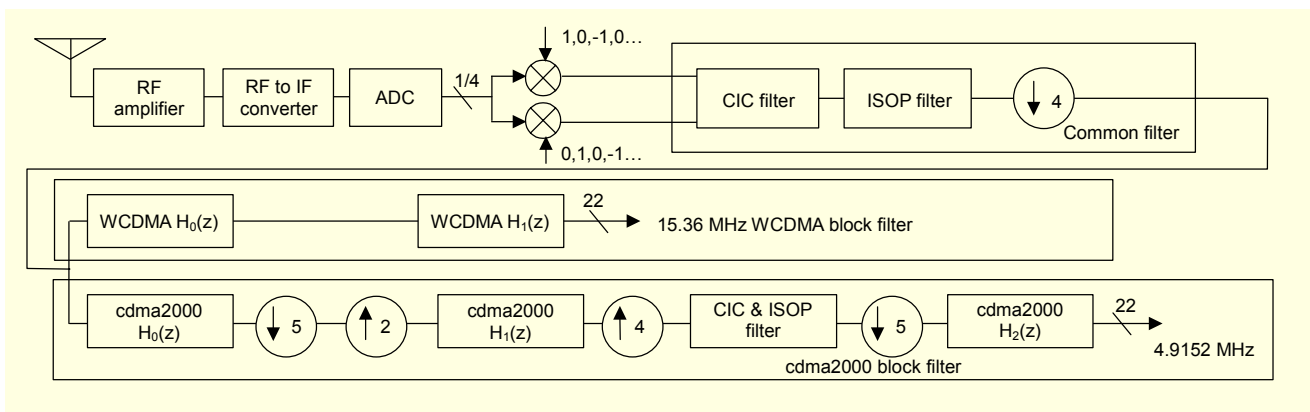 1,0,-1,0…
RF
amplifier
RF to IF
converter
ADC
1/4
CIC filter
ISOP filter
4
Common filter
0,1,0,-1…
WCDMA H₀(z)
WCDMA H₁(z)
22
15.36 MHz WCDMA block filter
cdma2000
H₀(z)
5
2
cdma2000
H₁(z)
4
CIC & ISOP
filter
5
cdma2000
H₂(z)
22
4.9152 MHz
cdma2000 block filter